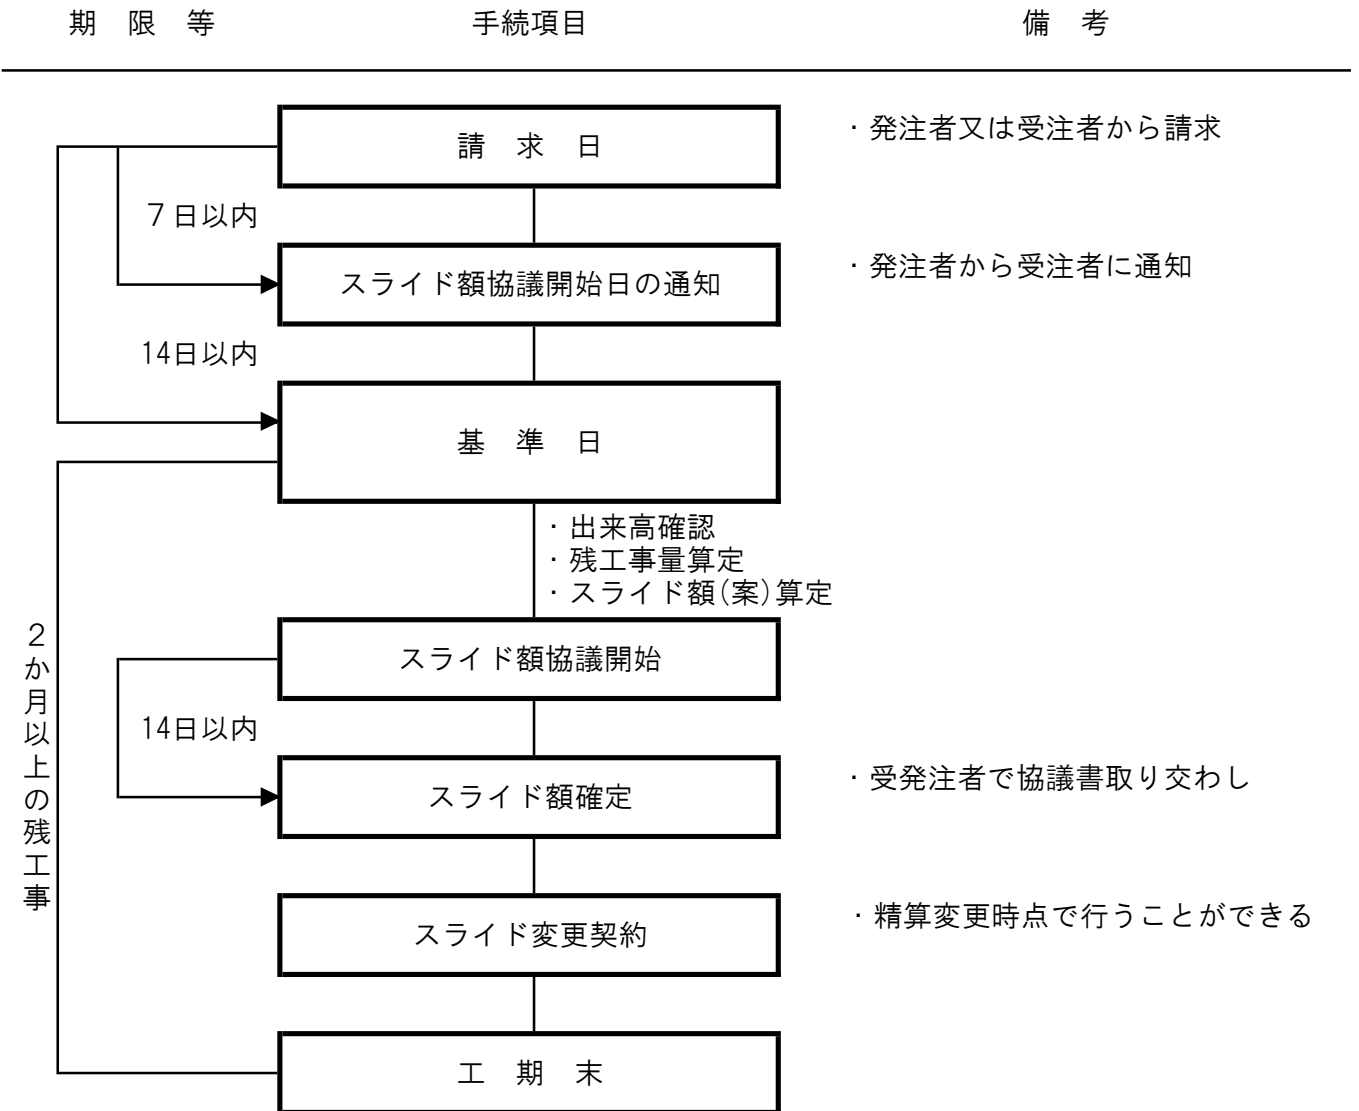 期　限　等　手続項目　備　考
請　求　日
・発注者又は受注者から請求
７日以内
スライド額協議開始日の通知
・発注者から受注者に通知
14日以内
基　準　日
・出来高確認
・残工事量算定
・スライド額(案)算定
２か月以上の残工事
スライド額協議開始
14日以内
スライド額確定
・受発注者で協議書取り交わし
スライド変更契約
・精算変更時点で行うことができる
工　期　末